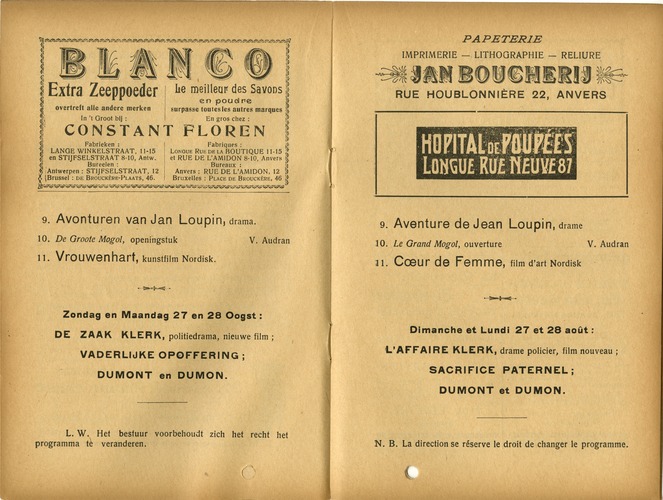 BLANCO
Extra Zeeppoeder
overtreft alle andere merken
In 't Groot bij :
Le meilleur des Savons
en poudre
surpasse toutes les autres marques
En gros chez :
CONSTANT FLOREN
Fabrieken :
LANGE WINKELSTRAAT, 11-15
en STIJFSELSTRAAT 8-10, Antw.
Bureelen :
Antwerpen : STIJFSELSTRAAT, 12
Brussel : DE BROUCKÈRE-PLAATS, 46
Fabriques :
LONGUE RUE DE LA BOUTIQUE 11-15
et RUE DE L'AMIDON 8-10, Anvers
Bureaux :
Anvers : RUE DE L'AMIDON, 12
Bruxelles : PLACE DE BROUCKÈRE, 46
9. Avonturen van Jan Loupin, drama.
10. De Groote Mogol, openingstuk V. Audran
11. Vrouwenhart, kunstfilm Nordisk.
Zondag en Maandag 27 en 28 Oogst :
DE ZAAK KLERK, politiedrama, nieuwe film ;
VADERLIJKE OPOFFERING ;
DUMONT en DUMON.
L. W. Het bestuur voorbehoudt zich het recht het
programma te veranderen.
PAPETERIE
IMPRIMERIE — LITHOGRAPHIE — RELIURE
JAN BOUCHERIJ
RUE HOUBLONNIÈRE 22, ANVERS
HOPITAL DE POUPÉES
LONGUE RUE NEUVE 87
9. Aventure de Jean Loupin, drame
10. Le Grand Mogol, ouverture V. Audran
11. Cœur de Femme, film d'art Nordisk
Dimanche et Lundi 27 et 28 août :
L'AFFAIRE KLERK, drame policier, film nouveau ;
SACRIFICE PATERNEL ;
DUMONT et DUMON.
N. B. La direction se réserve le droit de changer le programme.